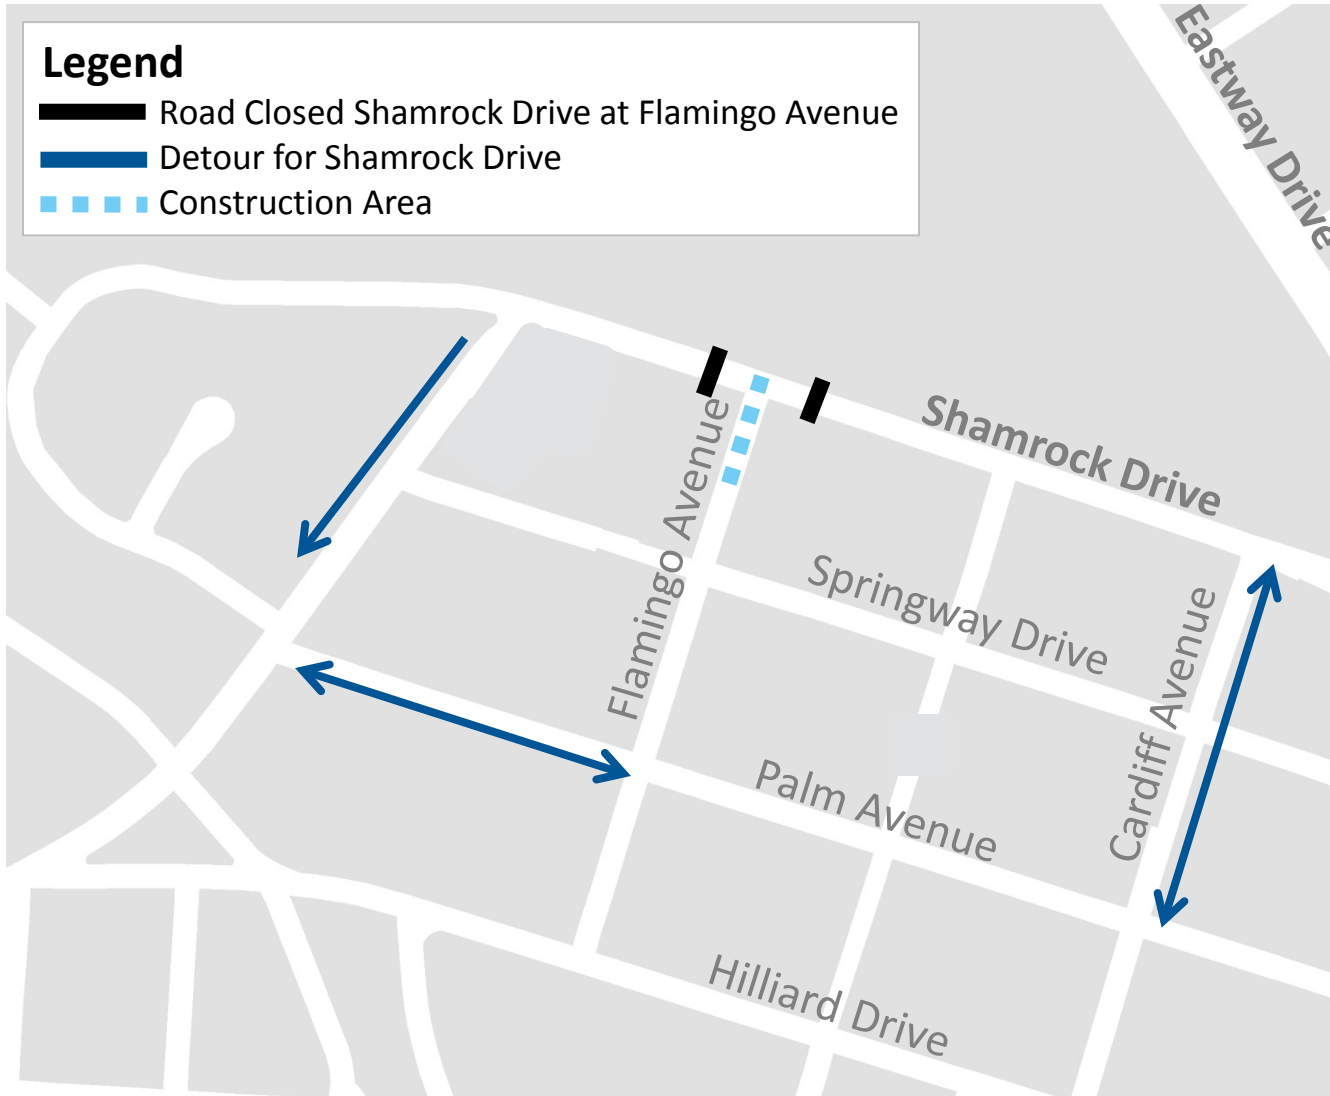 Legend
Road Closed Shamrock Drive at Flamingo Avenue
Detour for Shamrock Drive
Construction Area
Eastway Drive
Shamrock Drive
Flamingo Avenue
Springway Drive
Cardiff Avenue
Palm Avenue
Hilliard Drive